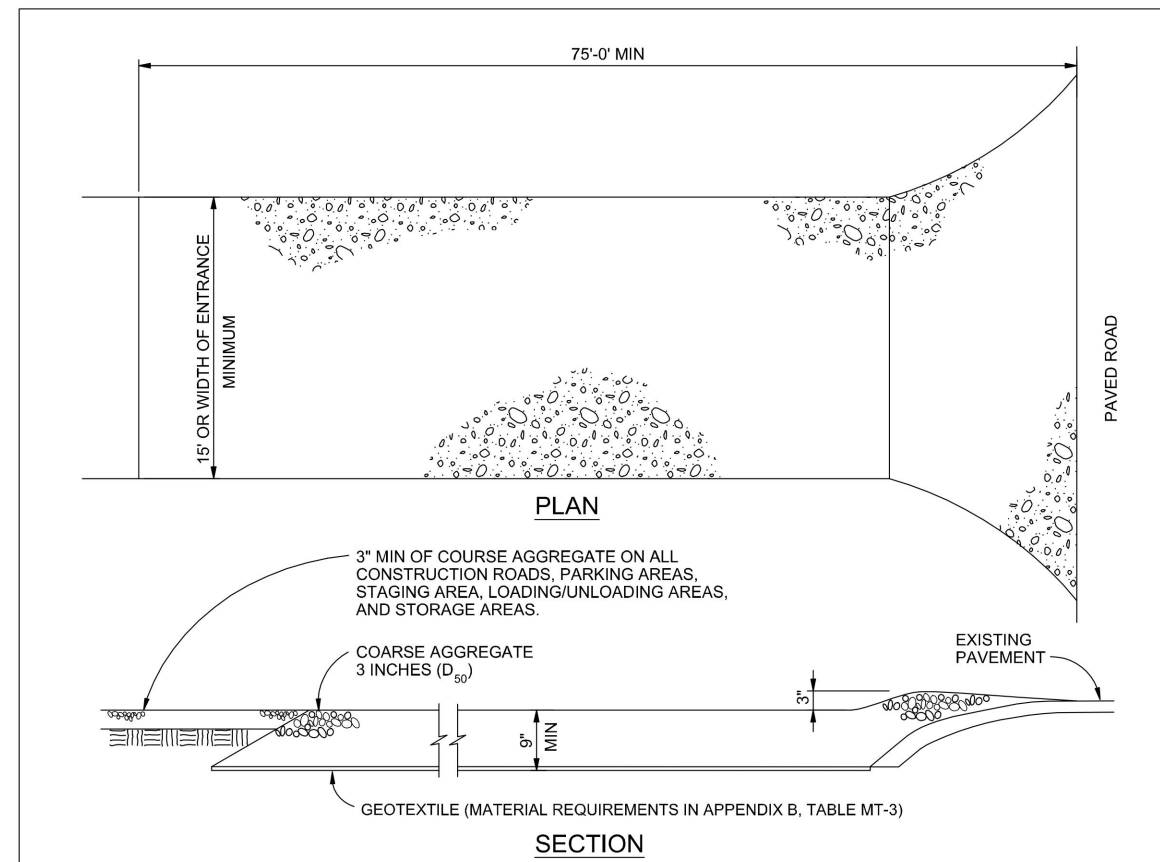 75'-0' MIN
15' OR WIDTH OF ENTRANCE
MINIMUM
PAVED ROAD
PLAN
3" MIN OF COURSE AGGREGATE ON ALL
CONSTRUCTION ROADS, PARKING AREAS,
STAGING AREA, LOADING/UNLOADING AREAS,
AND STORAGE AREAS.
COARSE AGGREGATE
3 INCHES (D50)
EXISTING
PAVEMENT
3"
9"
MIN
GEOTEXTILE (MATERIAL REQUIREMENTS IN APPENDIX B, TABLE MT-3)
SECTION